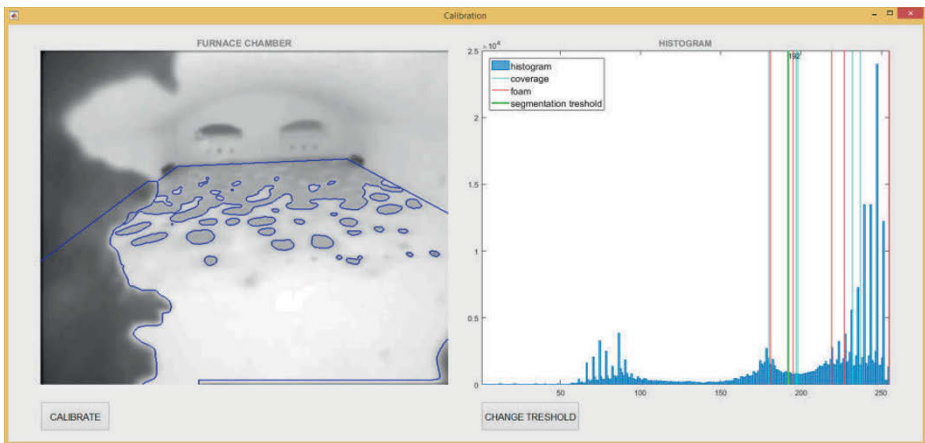 Calibration
FURNACE CHAMBER
HISTOGRAM
2.5 ×10⁴
192
histogram
coverage
foam
segmentation treshold
2
1.5
1
0.5
0
50
100
150
200
250
CALIBRATE
CHANGE TRESHOLD